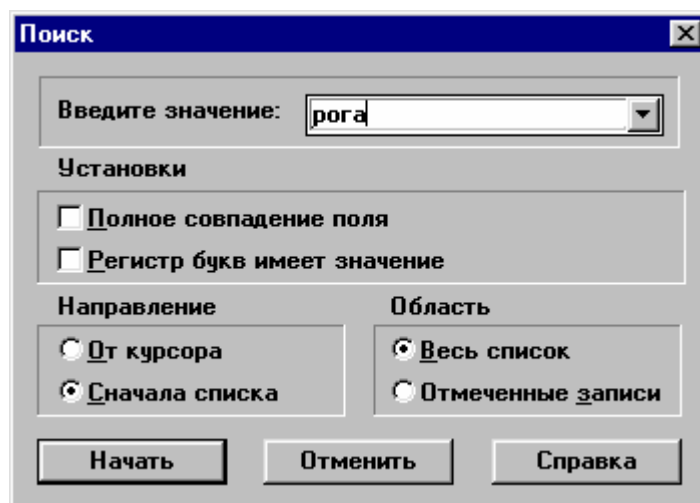 Поиск
Введите значение: рога
Установки
Полное совпадение поля
Регистр букв имеет значение
Направление Область
От курсора Весь список
Сначала списка Отмеченные записи
Начать Отменить Справка